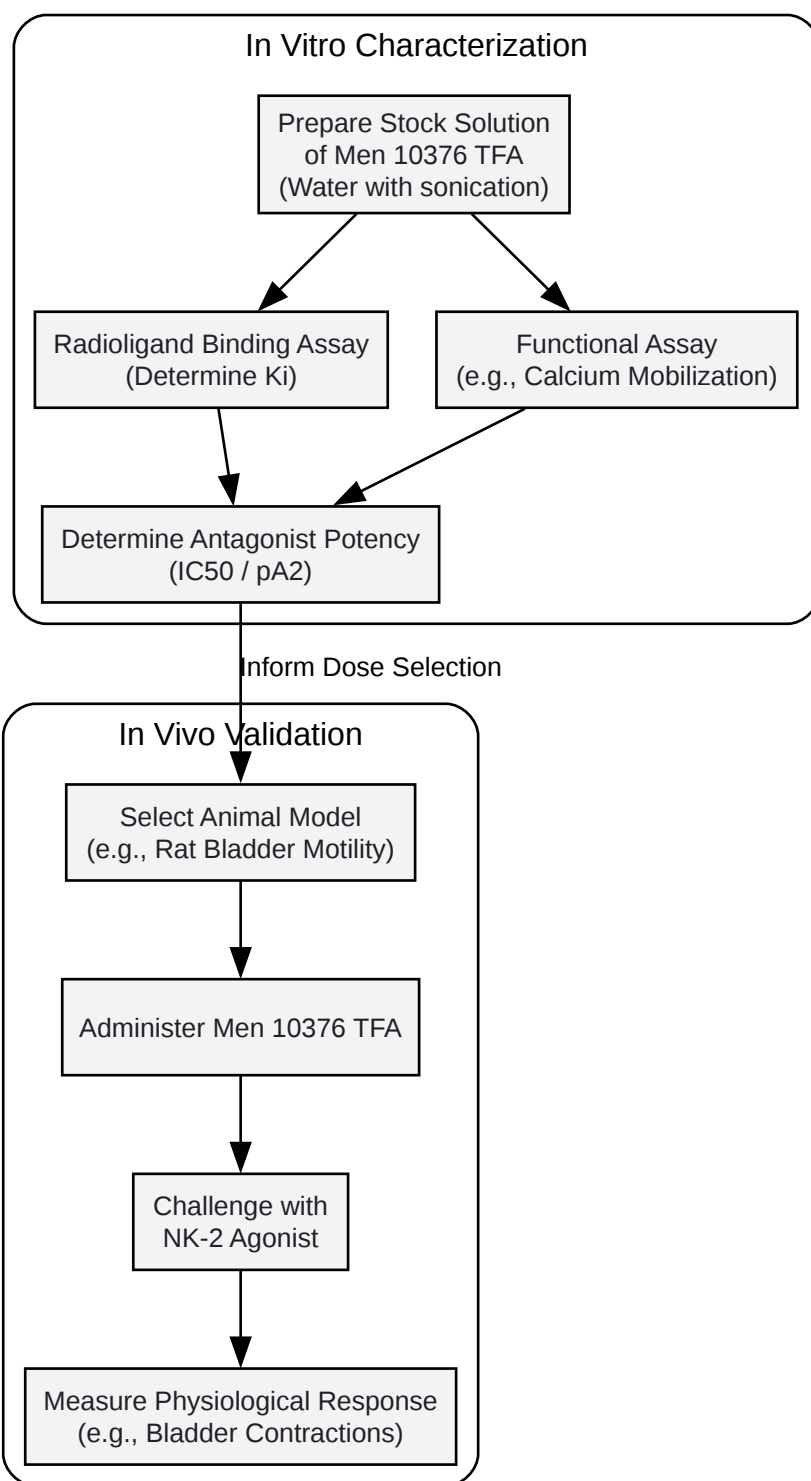 In Vitro Characterization
Prepare Stock Solution
of Men 10376 TFA
(Water with sonication)
Radioligand Binding Assay
(Determine Ki)
Functional Assay
(e.g., Calcium Mobilization)
Determine Antagonist Potency
(IC50 / pA2)
Inform Dose Selection
In Vivo Validation
Select Animal Model
(e.g., Rat Bladder Motility)
Administer Men 10376 TFA
Challenge with
NK-2 Agonist
Measure Physiological Response
(e.g., Bladder Contractions)